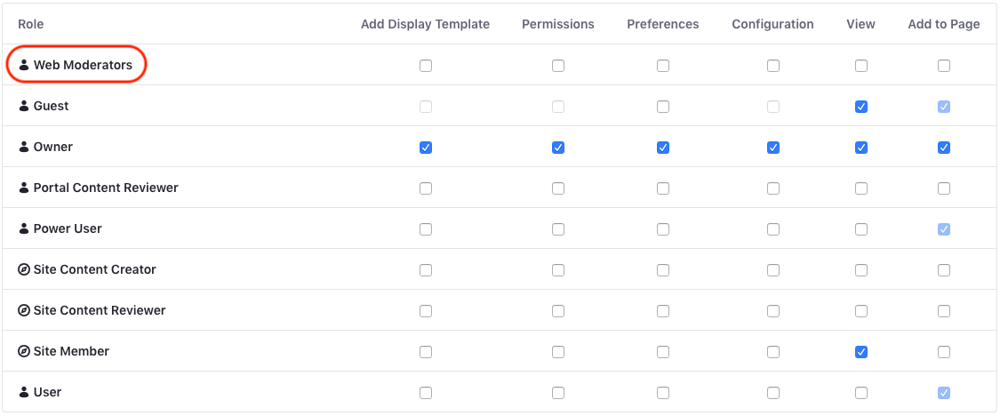 Role Add Display Template Permissions Preferences Configuration View Add to Page
Web Moderators
Guest
Owner
Portal Content Reviewer
Power User
Site Content Creator
Site Content Reviewer
Site Member
User